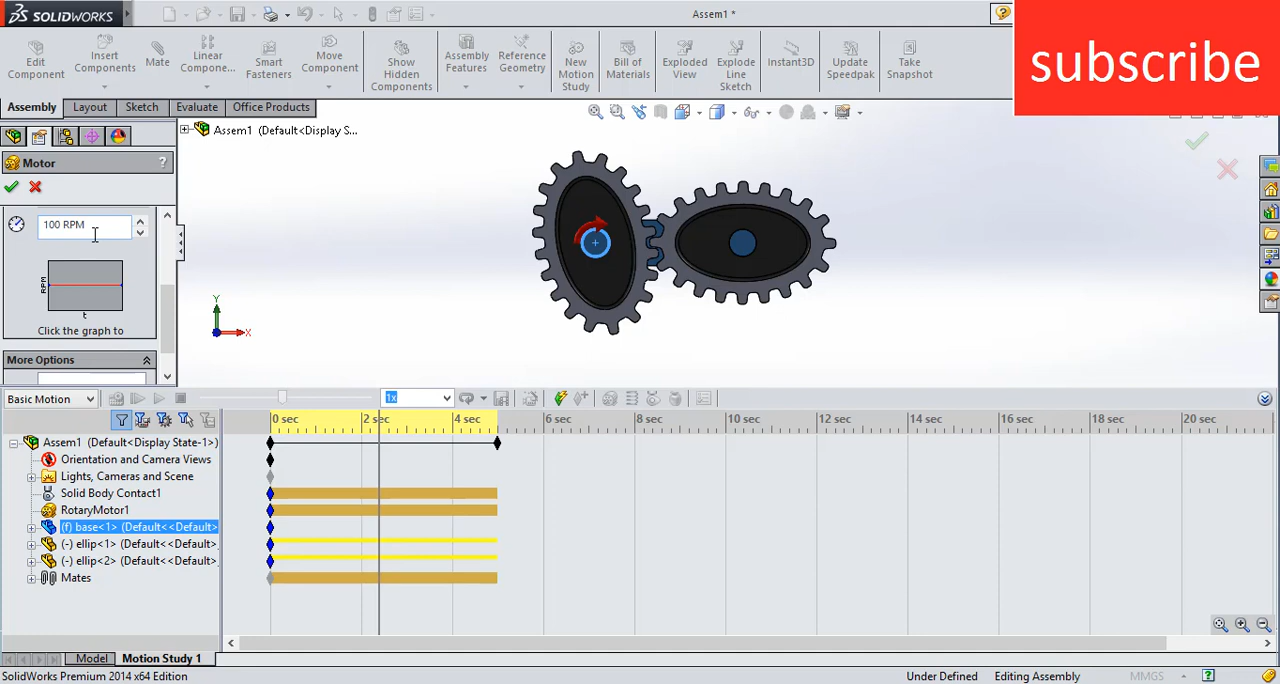 SOLIDWORKS
Assem1 *
subscribe
Edit Component
Insert Components
Mate
Linear Compone...
Smart Fasteners
Move Component
Show Hidden Components
Assembly Features
Reference Geometry
New Motion Study
Bill of Materials
Exploded View
Explode Line Sketch
Instant3D
Update Speedpak
Take Snapshot
Assembly Layout Sketch Evaluate Office Products
Assem1 (Default<Display S...
Motor ?
100 RPM
RPM
t
Click the graph to
More Options
Y
X
Basic Motion 1x
0 sec 2 sec 4 sec 6 sec 8 sec 10 sec 12 sec 14 sec 16 sec 18 sec 20 sec
Assem1 (Default<Display State-1>)
Orientation and Camera Views
Lights, Cameras and Scene
Solid Body Contact1
RotaryMotor1
(f) base<1> (Default<<Default>
(-) ellip<1> (Default<<Default>.
(-) ellip<2> (Default<<Default>.
Mates
Model Motion Study 1
SolidWorks Premium 2014 x64 Edition Under Defined Editing Assembly MMGS ?